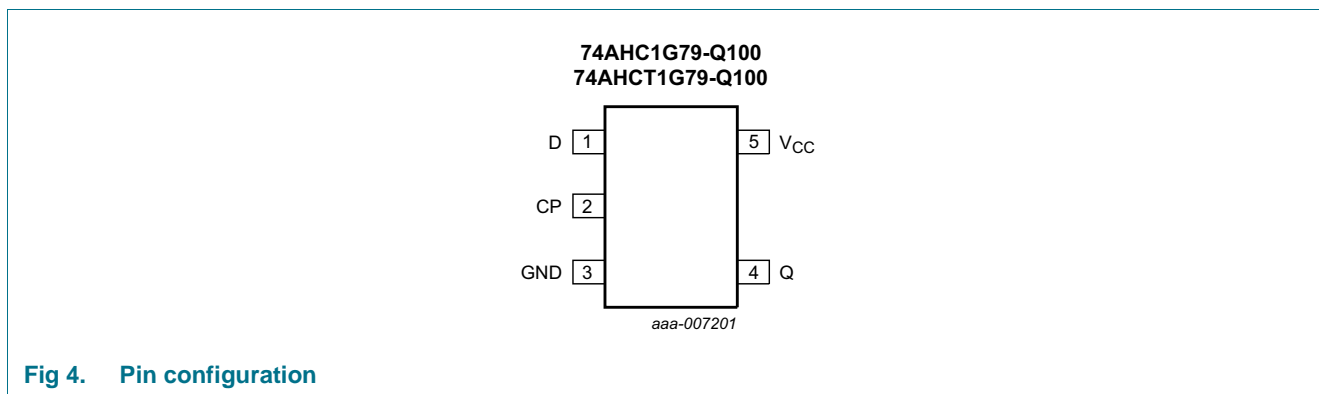 74AHC1G79-Q100
74AHCT1G79-Q100
D 1 5 VCC
CP 2
GND 3 4 Q
aaa-007201
Fig 4. Pin configuration